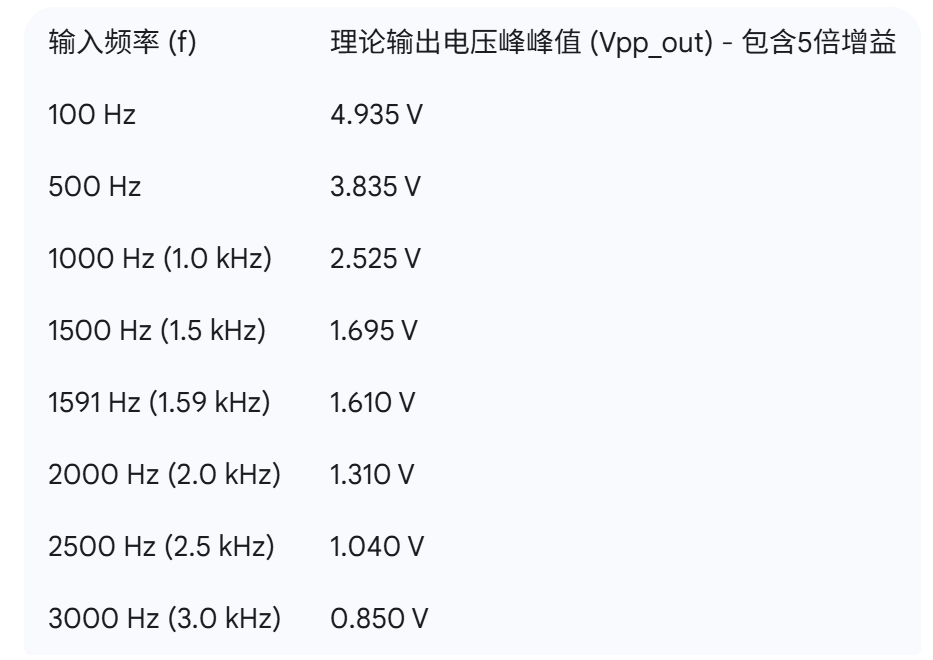 输入频率 (f) 理论输出电压峰峰值 (Vpp_out) - 包含5倍增益
100 Hz 4.935 V
500 Hz 3.835 V
1000 Hz (1.0 kHz) 2.525 V
1500 Hz (1.5 kHz) 1.695 V
1591 Hz (1.59 kHz) 1.610 V
2000 Hz (2.0 kHz) 1.310 V
2500 Hz (2.5 kHz) 1.040 V
3000 Hz (3.0 kHz) 0.850 V